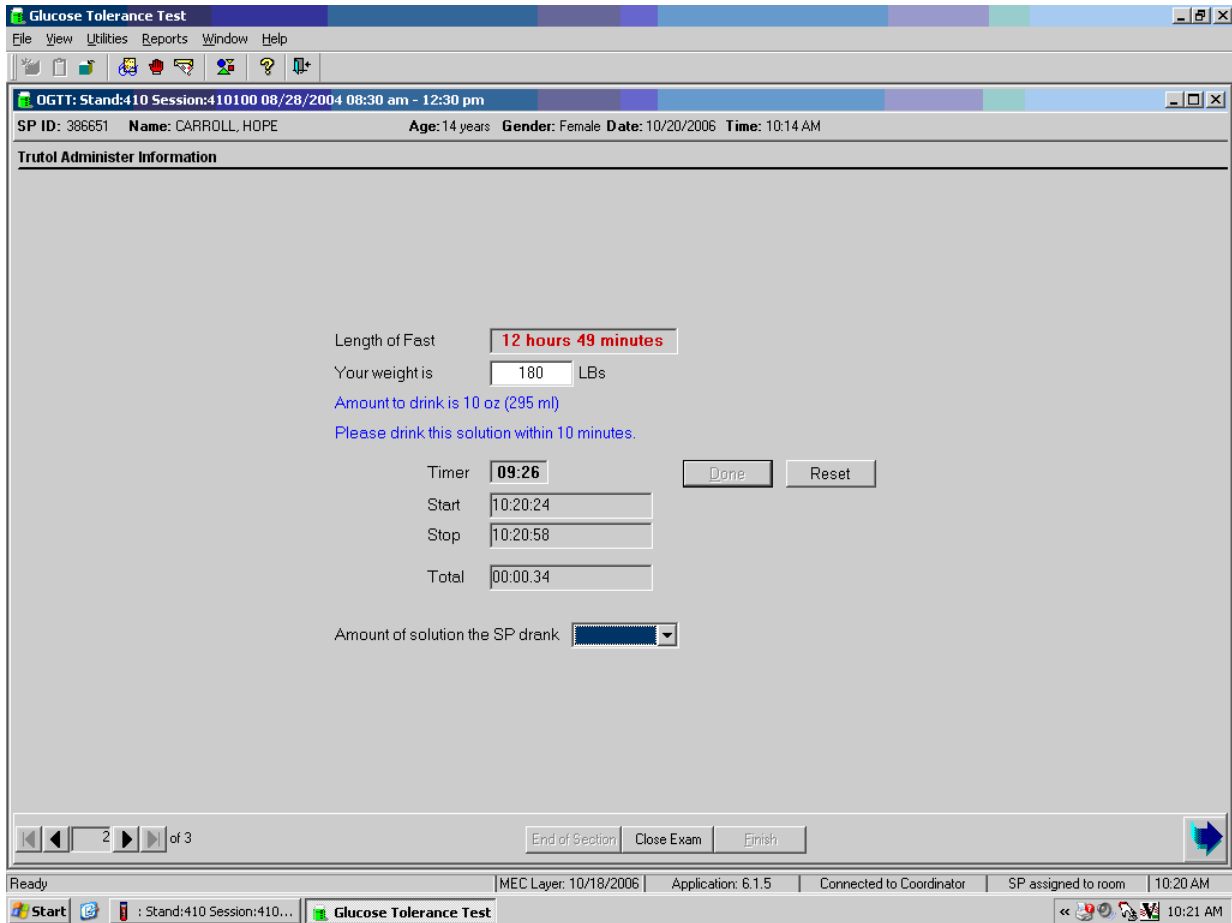 Glucose Tolerance Test
File View Utilities Reports Window Help
OGTT: Stand:410 Session:410100 08/28/2004 08:30 am - 12:30 pm
SP ID: 386651 Name: CARROLL, HOPE Age: 14 years Gender: Female Date: 10/20/2006 Time: 10:14 AM
Trutol Administer Information
Length of Fast 12 hours 49 minutes
Your weight is 180 LBs
Amount to drink is 10 oz (295 ml)
Please drink this solution within 10 minutes.
Timer 09:26 Done Reset
Start 10:20:24
Stop 10:20:58
Total 00:00.34
Amount of solution the SP drank
2 of 3 End of Section Close Exam Finish
Ready MEC Layer: 10/18/2006 Application: 6.1.5 Connected to Coordinator SP assigned to room 10:20 AM
Start : Stand:410 Session:410... Glucose Tolerance Test « 10:21 AM